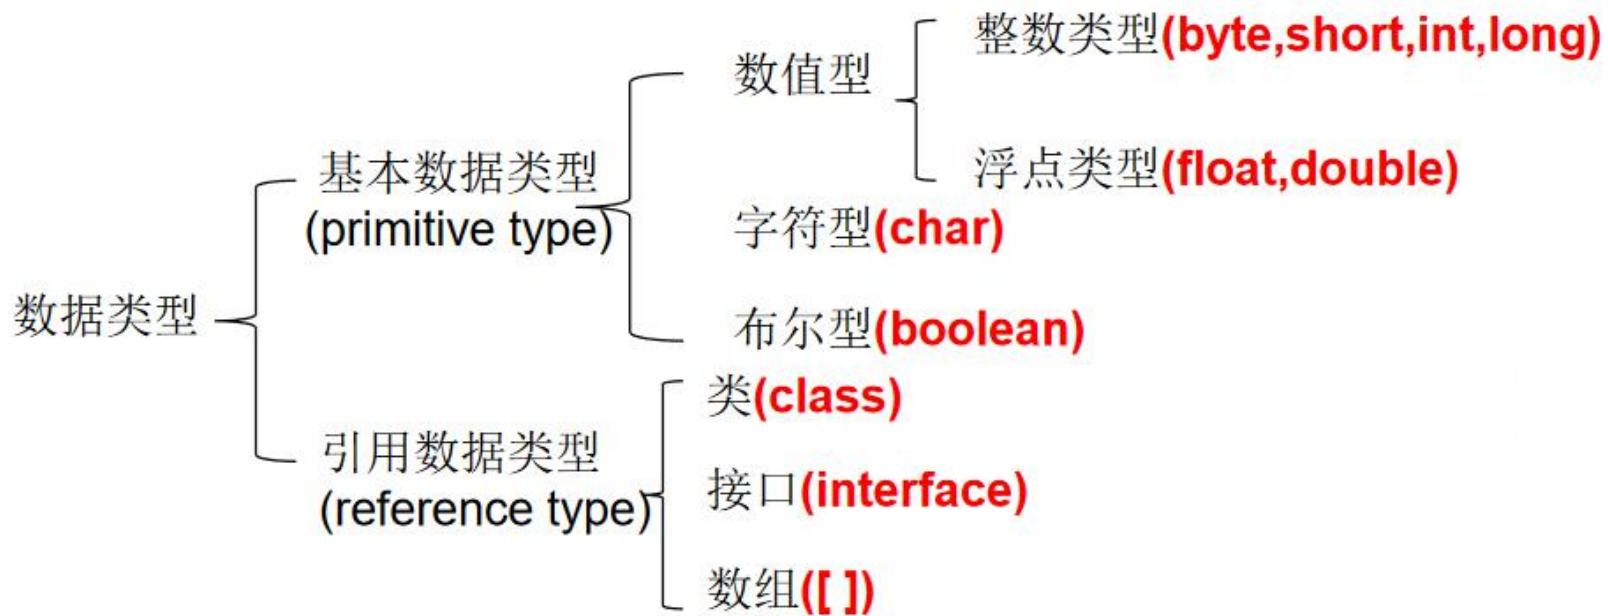 数据类型
基本数据类型
(primitive type)
数值型
整数类型(byte,short,int,long)
浮点类型(float,double)
字符型(char)
布尔型(boolean)
引用数据类型
(reference type)
类(class)
接口(interface)
数组([ ])